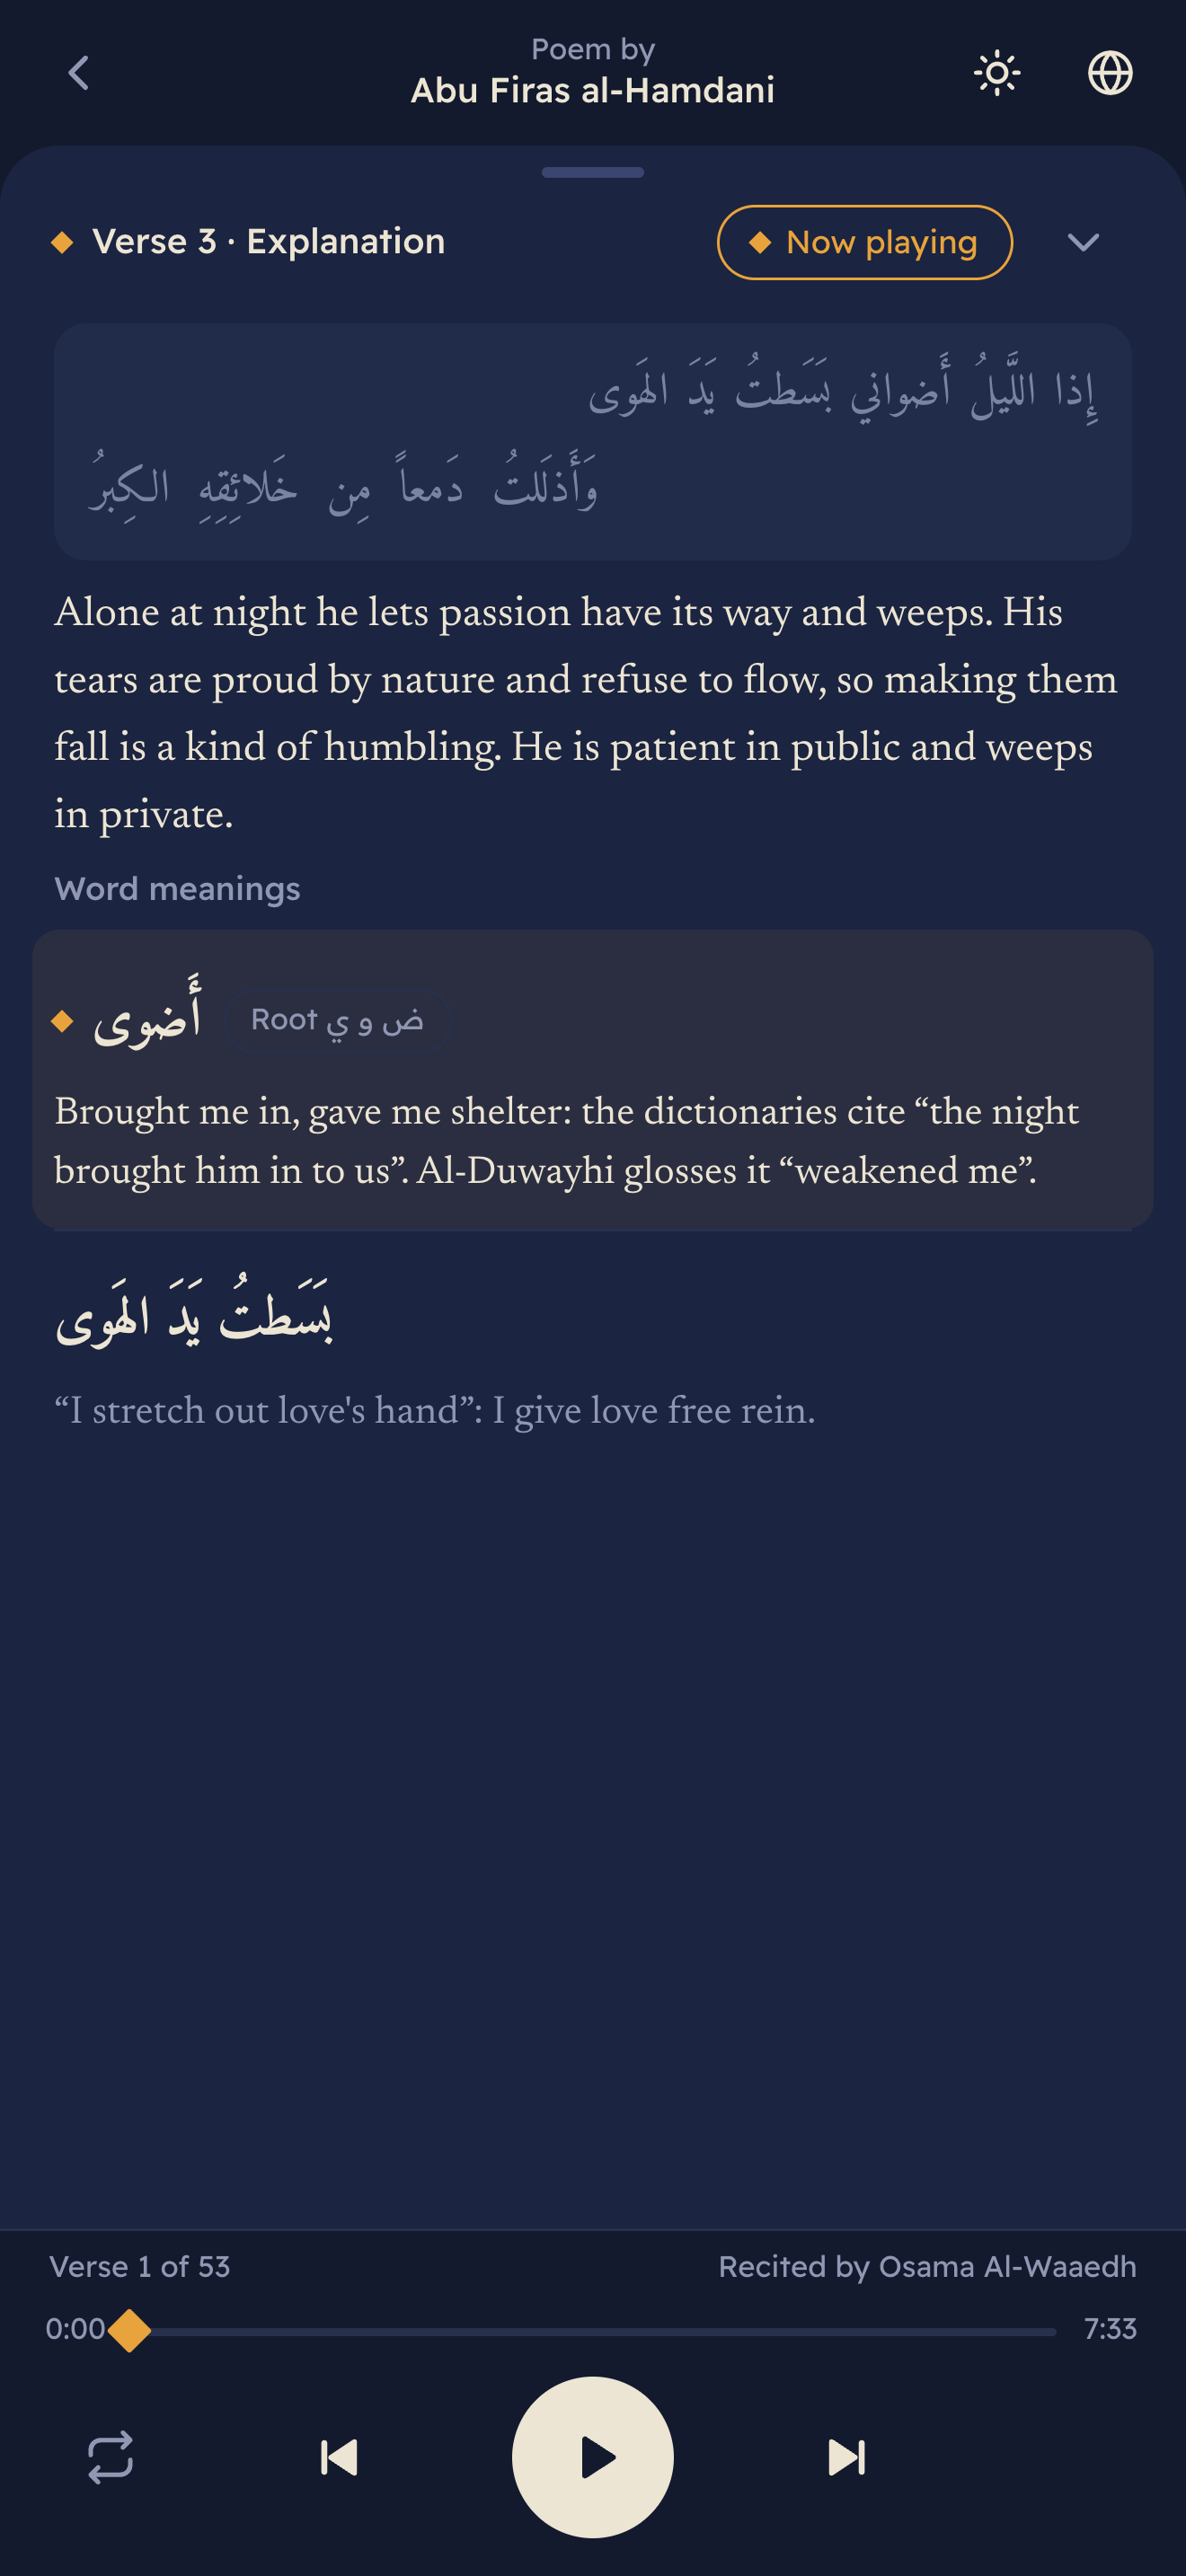 Poem by
Abu Firas al-Hamdani
Verse 3 · Explanation
Now playing
إِذا اللَّيلُ أَضواني بَسَطتُ يَدَ الهَوى
وَأَذلَلتُ دَمعاً مِن خَلائِقِهِ الكِبرُ
Alone at night he lets passion have its way and weeps. His
tears are proud by nature and refuse to flow, so making them
fall is a kind of humbling. He is patient in public and weeps
in private.
Word meanings
أَضوى Root ض و ي
Brought me in, gave me shelter: the dictionaries cite “the night
brought him in to us”. Al-Duwayhi glosses it “weakened me”.
بَسَطتُ يَدَ الهَوى
“I stretch out love's hand”: I give love free rein.
Verse 1 of 53 Recited by Osama Al-Waaedh
0:00 7:33